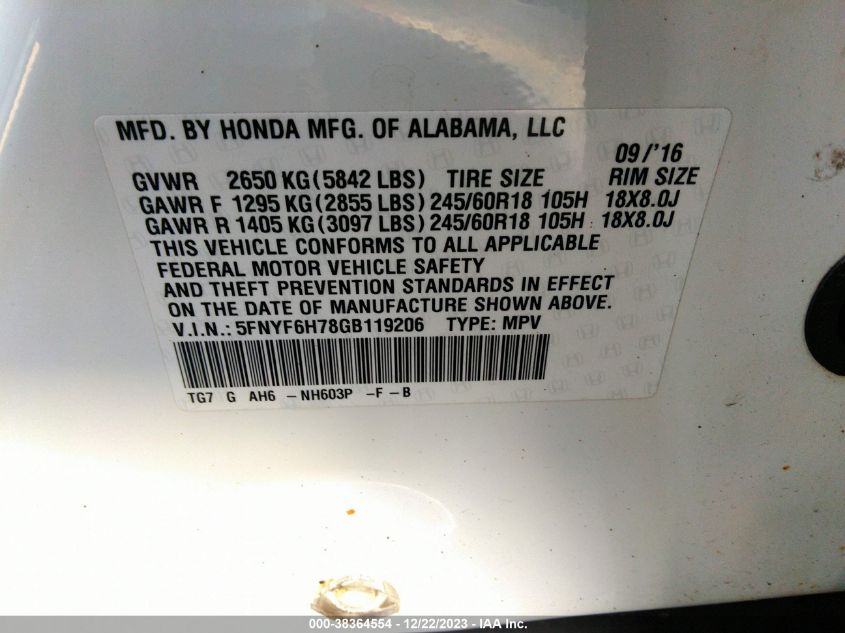 MFD. BY HONDA MFG. OF ALABAMA, LLC
09/'16
GVWR 2650 KG (5842 LBS) TIRE SIZE RIM SIZE
GAWR F 1295 KG (2855 LBS) 245/60R18 105H 18X8.0J
GAWR R 1405 KG (3097 LBS) 245/60R18 105H 18X8.0J
THIS VEHICLE CONFORMS TO ALL APPLICABLE
FEDERAL MOTOR VEHICLE SAFETY
AND THEFT PREVENTION STANDARDS IN EFFECT
ON THE DATE OF MANUFACTURE SHOWN ABOVE.
V.I.N.: 5FNYF6H78GB119206 TYPE: MPV
TG7 G AH6 -NH603P -F-B
000-38364554 - 12/22/2023 - IAA Inc.